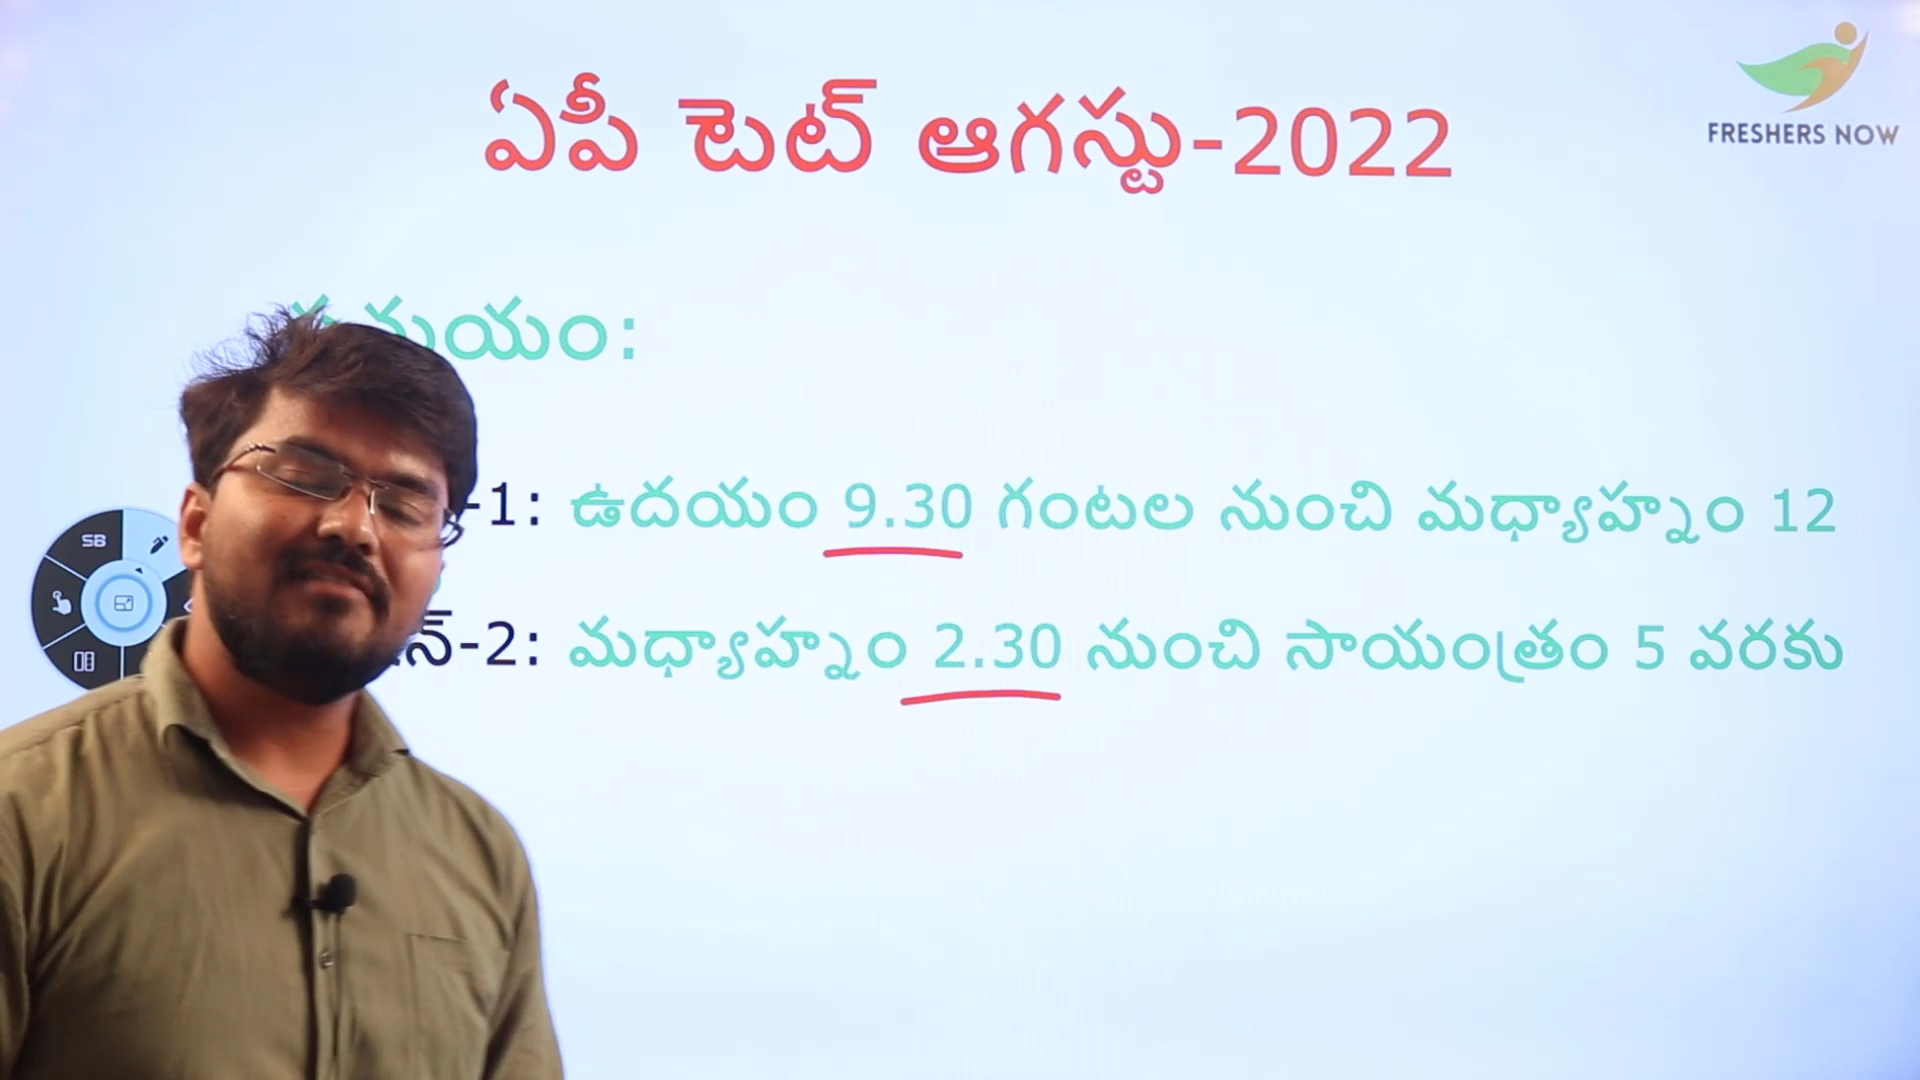 ఏపీ టెట్ ఆగస్టు-2022
FRESHERS NOW
-1: ఉదయం 9.30 గంటల నుంచి మధ్యాహ్నం 12
SB
-2: మధ్యాహ్నం 2.30 నుంచి సాయంత్రం 5 వరకు